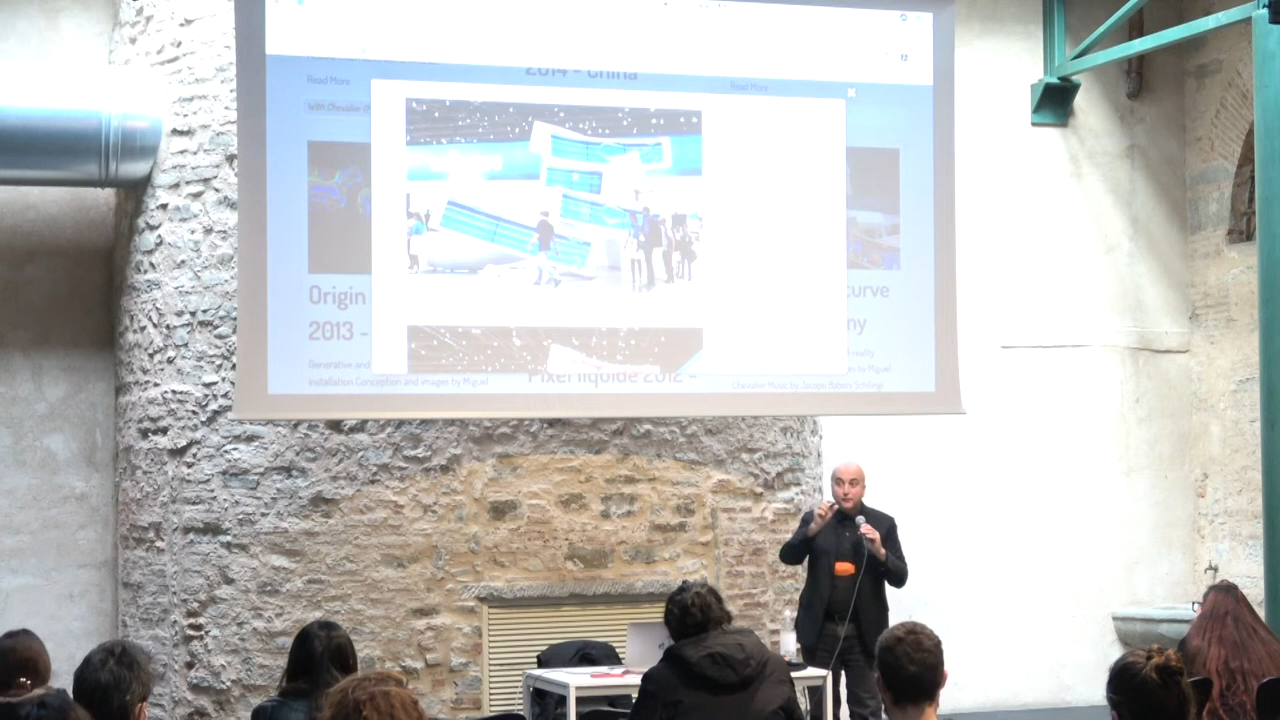 2014 - China
Read More
Read More
With Chevalier
Origin
2013 -
Generative and
installation Conception and images by Miguel
Pixel liquide 2012 -
curve
ny
reality
es by Miguel
Chevalier Music by Jacopo Baboni Schilingi